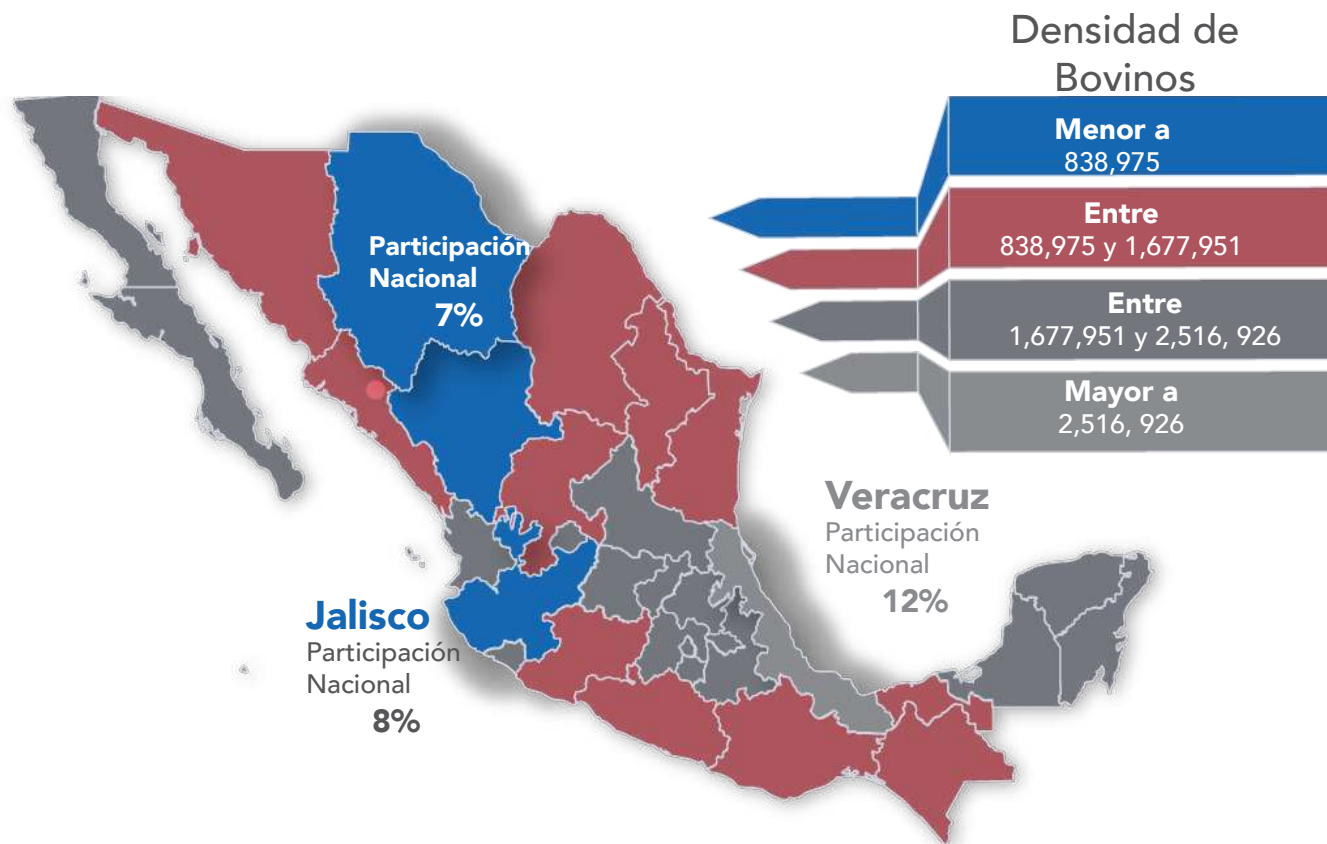 Densidad de
Bovinos
Menor a
838,975
Entre
838,975 y 1,677,951
Entre
1,677,951 y 2,516, 926
Mayor a
2,516, 926
Participación
Nacional
7%
Veracruz
Participación
Nacional
12%
Jalisco
Participación
Nacional
8%